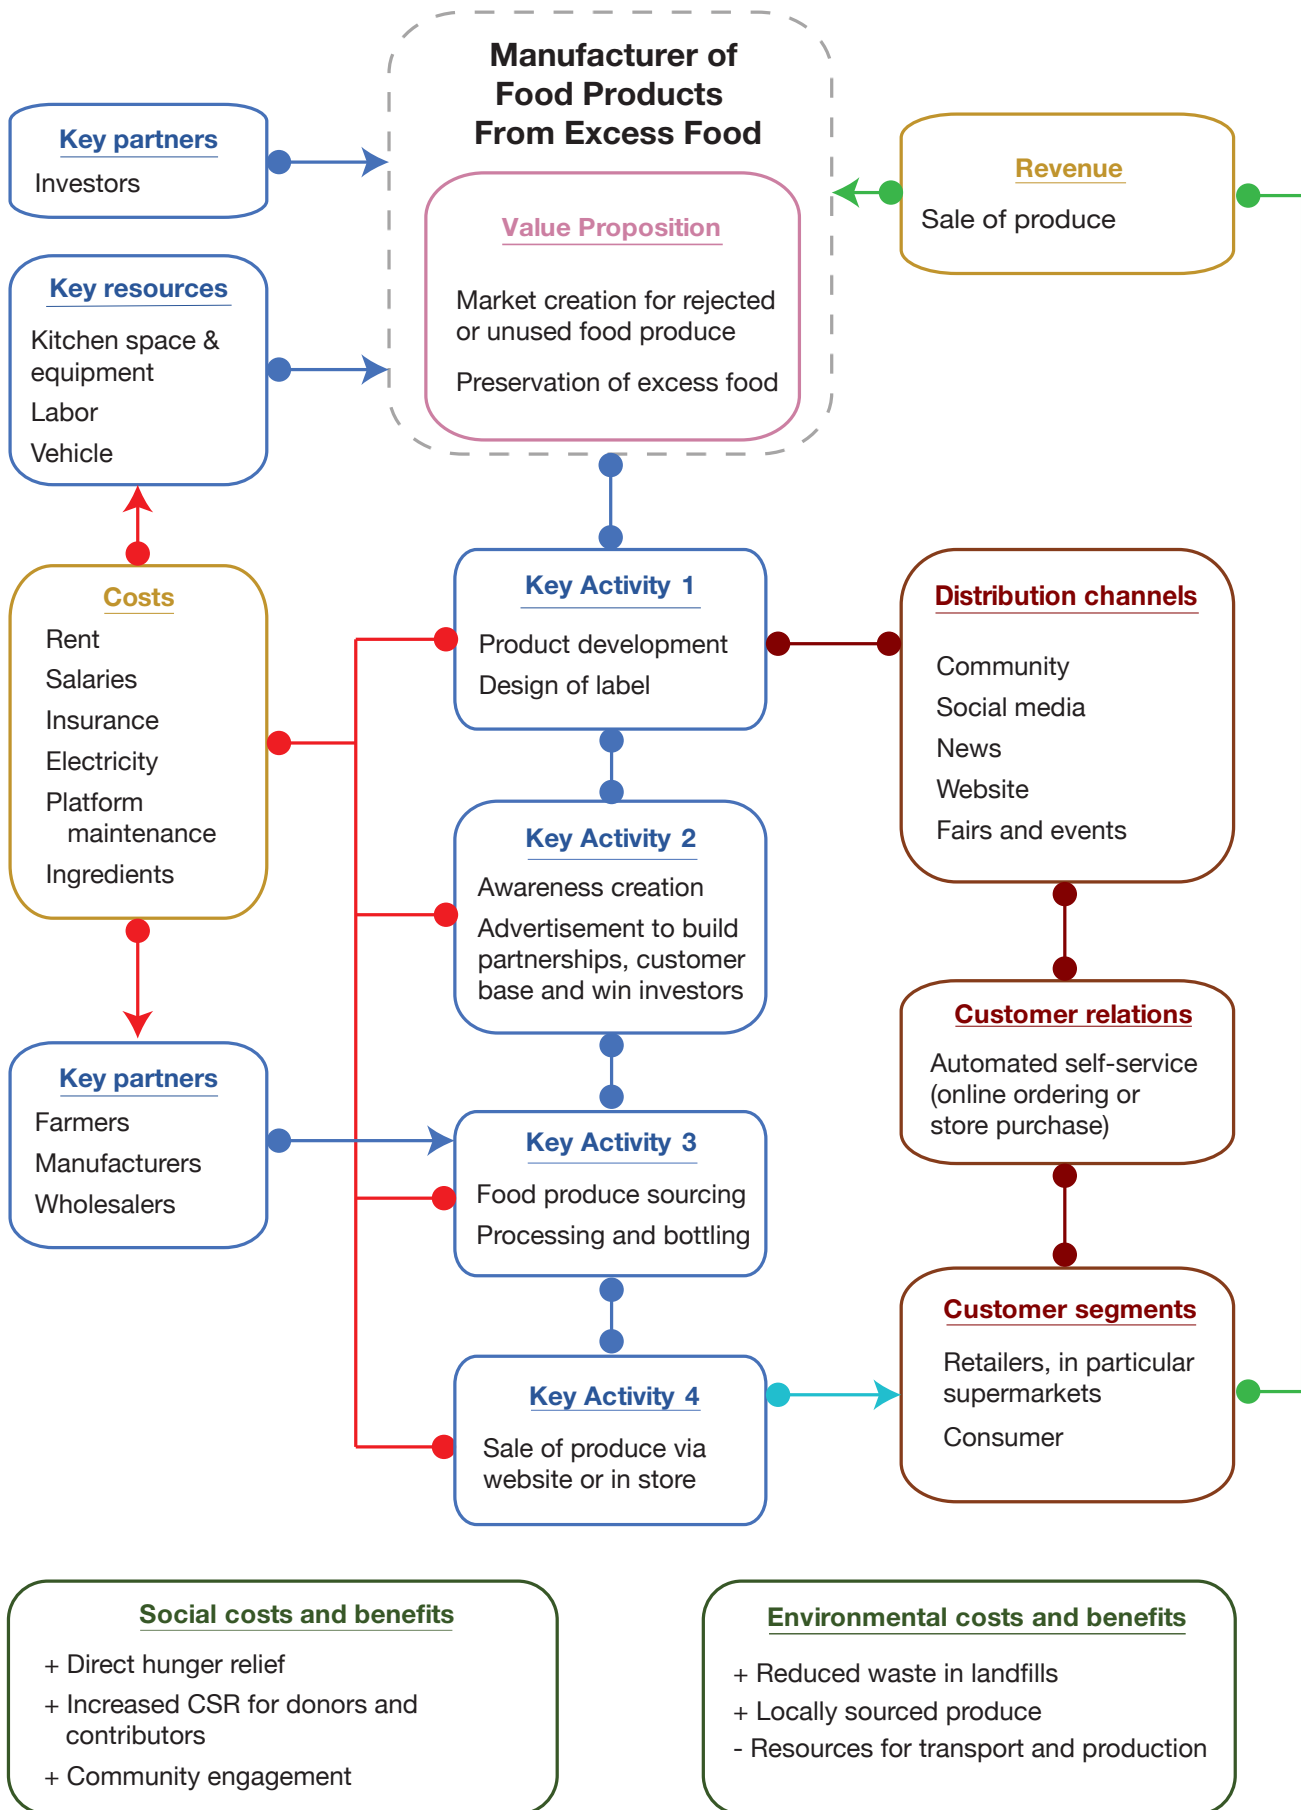 Manufacturer of
Food Products
From Excess Food
Key partners
Investors
Revenue
Sale of produce
Value Proposition
Market creation for rejected
or unused food produce
Preservation of excess food
Key resources
Kitchen space &
equipment
Labor
Vehicle
Costs
Rent
Salaries
Insurance
Electricity
Platform
maintenance
Ingredients
Key partners
Farmers
Manufacturers
Wholesalers
Key Activity 1
Product development
Design of label
Key Activity 2
Awareness creation
Advertisement to build
partnerships, customer
base and win investors
Key Activity 3
Food produce sourcing
Processing and bottling
Key Activity 4
Sale of produce via
website or in store
Distribution channels
Community
Social media
News
Website
Fairs and events
Customer relations
Automated self-service
(online ordering or
store purchase)
Customer segments
Retailers, in particular
supermarkets
Consumer
Social costs and benefits
+ Direct hunger relief
+ Increased CSR for donors and
contributors
+ Community engagement
Environmental costs and benefits
+ Reduced waste in landfills
+ Locally sourced produce
- Resources for transport and production